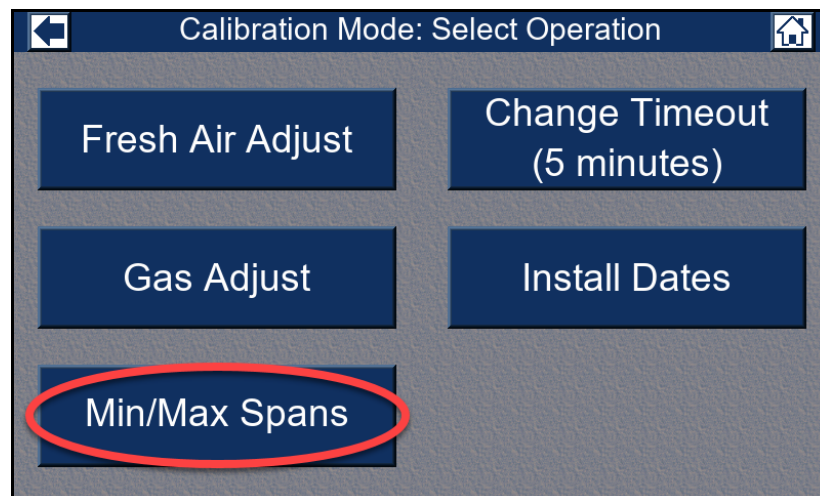 Calibration Mode: Select Operation
Fresh Air Adjust
Change Timeout
(5 minutes)
Gas Adjust
Install Dates
Min/Max Spans